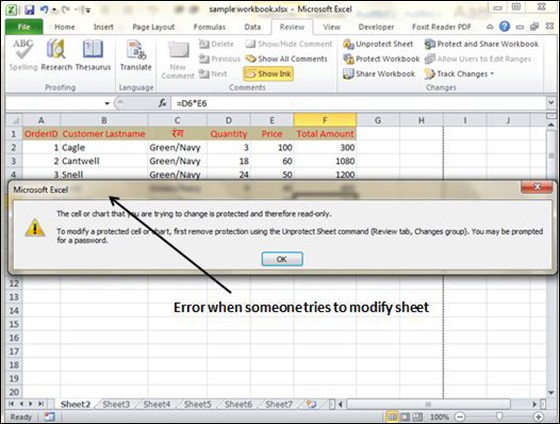 sample workbook.xlsx - Microsoft Excel
File Home Insert Page Layout Formulas Data Review View Developer Foxit Reader PDF
ABC
Spelling Research Thesaurus
Proofing
Translate
Language
New Comment
Delete
Previous
Next
Show/Hide Comment
Show All Comments
Show Ink
Comments
Unprotect Sheet
Protect Workbook
Share Workbook
Protect and Share Workbook
Allow Users to Edit Ranges
Track Changes
Changes
fx =D6*E6
A B C D E F G H I
1 OrderID Customer Lastname रंग Quantity Price Total Amount
2 1 Cagle Green/Navy 3 100 300
3 2 Cantwell Green/Navy 18 60 1080
4 3 Snell Green/Navy 24 50 1200
Microsoft Excel
The cell or chart that you are trying to change is protected and therefore read-only.
To modify a protected cell or chart, first remove protection using the Unprotect Sheet command (Review tab, Changes group). You may be prompted
for a password.
OK
12
Error when someone tries to modify sheet
13
14
15
16
17
18
19
20
Sheet2 Sheet3 Sheet4 Sheet5 Sheet6 Sheet7
Ready 100%